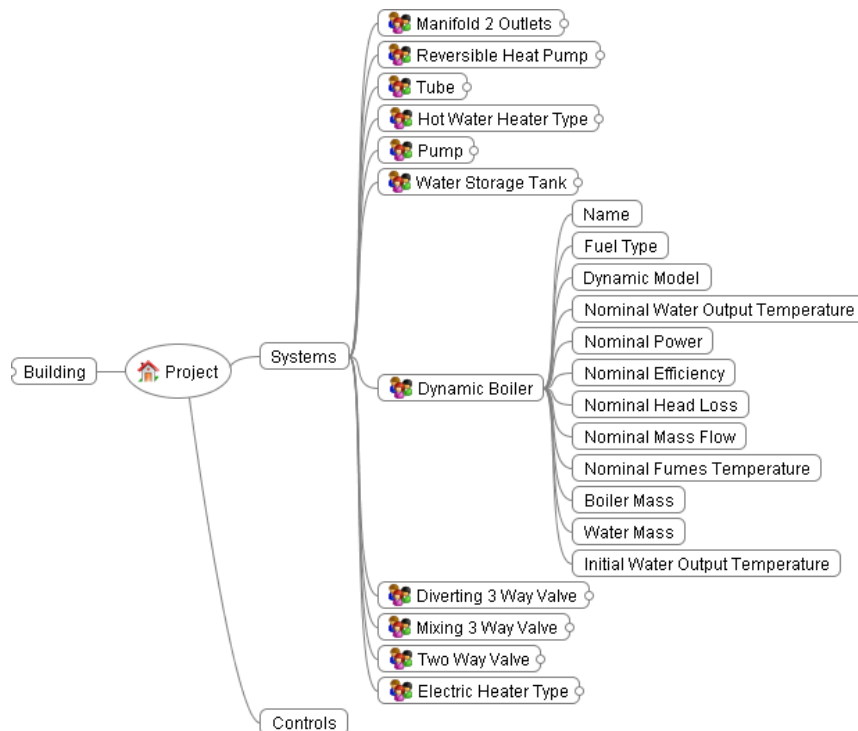 Building
Project
Systems
Manifold 2 Outlets
Reversible Heat Pump
Tube
Hot Water Heater Type
Pump
Water Storage Tank
Dynamic Boiler
Name
Fuel Type
Dynamic Model
Nominal Water Output Temperature
Nominal Power
Nominal Efficiency
Nominal Head Loss
Nominal Mass Flow
Nominal Fumes Temperature
Boiler Mass
Water Mass
Initial Water Output Temperature
Diverting 3 Way Valve
Mixing 3 Way Valve
Two Way Valve
Electric Heater Type
Controls